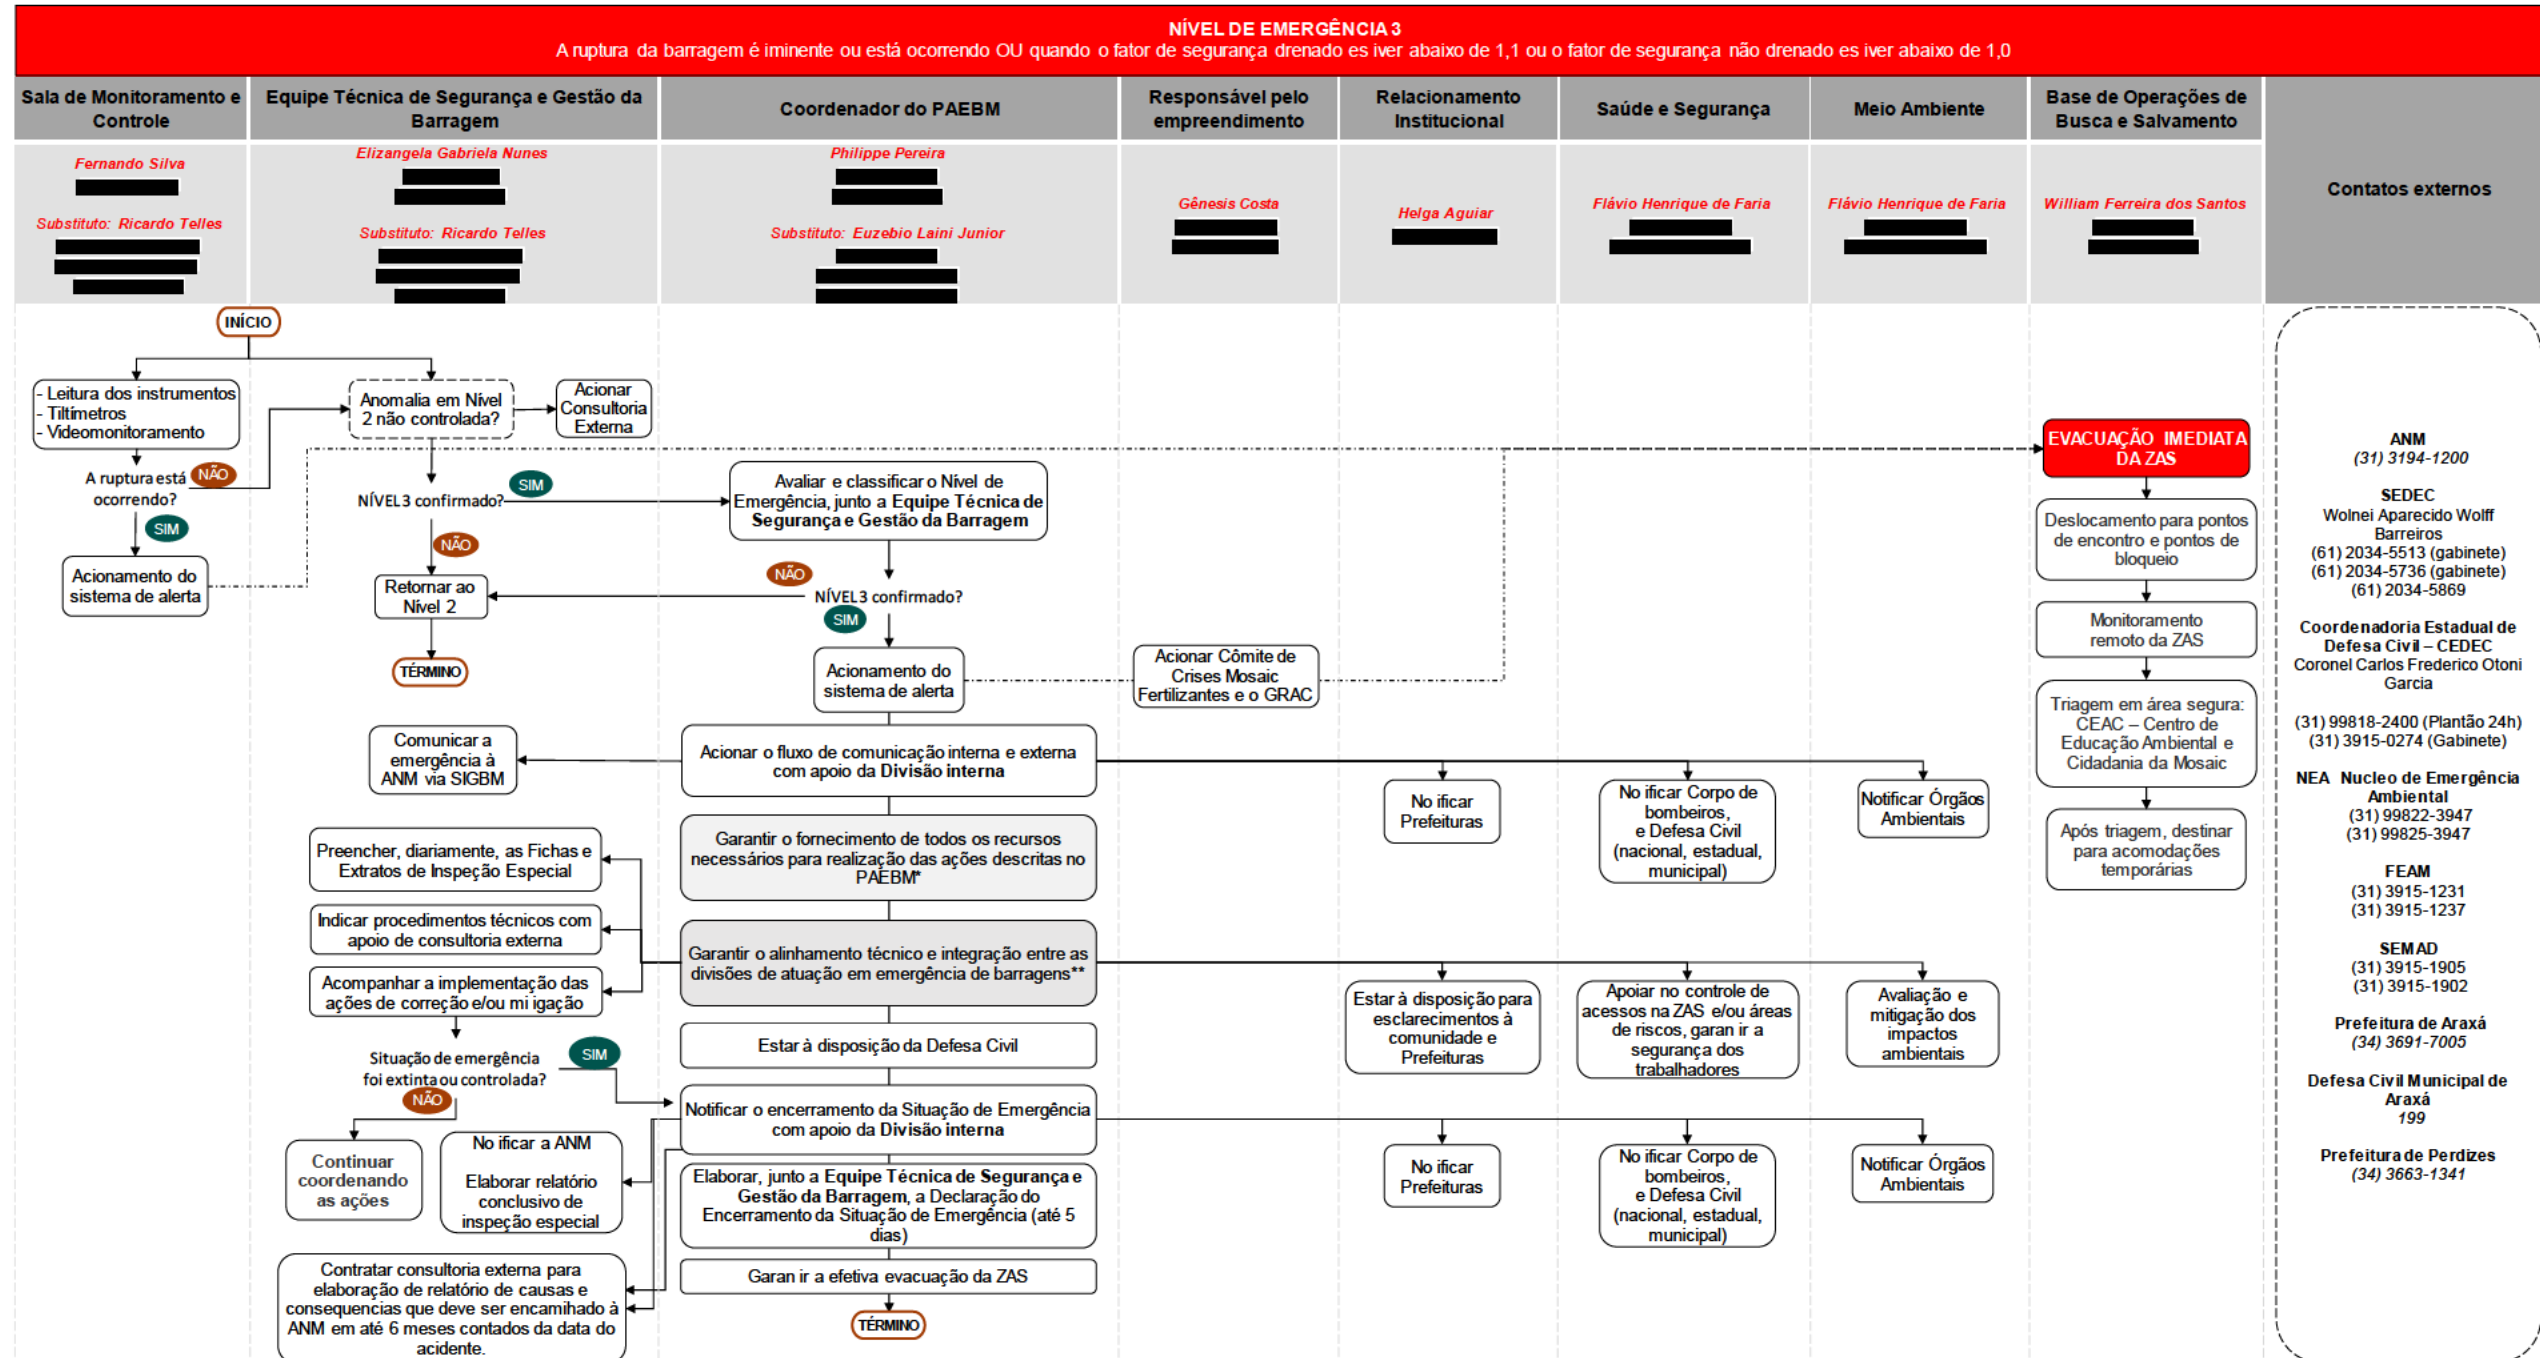 NÍVEL DE EMERGÊNCIA 3
A ruptura da barragem é iminente ou está ocorrendo OU quando o fator de segurança drenado es iver abaixo de 1,1 ou o fator de segurança não drenado es iver abaixo de 1,0
Sala de Monitoramento e
Controle
Equipe Técnica de Segurança e Gestão da
Barragem
Coordenador do PAEBM
Responsável pelo
empreendimento
Relacionamento
Institucional
Saúde e Segurança
Meio Ambiente
Base de Operações de
Busca e Salvamento
Contatos externos
Fernando Silva
Substituto: Ricardo Telles
Elizangela Gabriela Nunes
Substituto: Ricardo Telles
Philippe Pereira
Substituto: Euzebio Laini Junior
Gênesis Costa
Helga Aguiar
Flávio Henrique de Faria
Flávio Henrique de Faria
William Ferreira dos Santos
INÍCIO
- Leitura dos instrumentos
- Tiltímetros
- Videomonitoramento
A ruptura está
ocorrendo?
NÃO
SIM
Acionamento do
sistema de alerta
Anomalia em Nível
2 não controlada?
Acionar
Consultoria
Externa
NÍVEL3 confirmado?
SIM
NÃO
Retornar ao
Nível 2
TÉRMINO
Avaliar e classificar o Nível de
Emergência, junto a Equipe Técnica de
Segurança e Gestão da Barragem
NÃO
NÍVEL3 confirmado?
SIM
Acionamento do
sistema de alerta
Acionar Cômite de
Crises Mosaic
Fertilizantes e o GRAC
EVACUAÇÃO IMEDIATA
DA ZAS
Deslocamento para pontos
de encontro e pontos de
bloqueio
Monitoramento
remoto da ZAS
Triagem em área segura:
CEAC – Centro de
Educação Ambiental e
Cidadania da Mosaic
Após triagem, destinar
para acomodações
temporárias
Comunicar a
emergência à
ANM via SIGBM
Acionar o fluxo de comunicação interna e externa
com apoio da Divisão interna
No ificar
Prefeituras
No ificar Corpo de
bombeiros,
e Defesa Civil
(nacional, estadual,
municipal)
Notificar Órgãos
Ambientais
Garantir o fornecimento de todos os recursos
necessários para realização das ações descritas no
PAEBM*
Preencher, diariamente, as Fichas e
Extratos de Inspeção Especial
Indicar procedimentos técnicos com
apoio de consultoria externa
Acompanhar a implementação das
ações de correção e/ou mi igação
Garantir o alinhamento técnico e integração entre as
divisões de atuação em emergência de barragens**
Estar à disposição para
esclarecimentos à
comunidade e
Prefeituras
Apoiar no controle de
acessos na ZAS e/ou áreas
de riscos, garan ir a
segurança dos
trabalhadores
Avaliação e
mitigação dos
impactos
ambientais
Estar à disposição da Defesa Civil
Situação de emergência
foi extinta ou controlada?
SIM
NÃO
Continuar
coordenando
as ações
No ificar a ANM
Elaborar relatório
conclusivo de
inspeção especial
Notificar o encerramento da Situação de Emergência
com apoio da Divisão interna
No ificar
Prefeituras
No ificar Corpo de
bombeiros,
e Defesa Civil
(nacional, estadual,
municipal)
Notificar Órgãos
Ambientais
Elaborar, junto a Equipe Técnica de Segurança e
Gestão da Barragem, a Declaração do
Encerramento da Situação de Emergência (até 5
dias)
Contratar consultoria externa para
elaboração de relatório de causas e
consequencias que deve ser encamihado à
ANM em até 6 meses contados da data do
acidente.
Garan ir a efetiva evacuação da ZAS
TÉRMINO
ANM
(31) 3194-1200
SEDEC
Wolnei Aparecido Wolff
Barreiros
(61) 2034-5513 (gabinete)
(61) 2034-5736 (gabinete)
(61) 2034-5869
Coordenadoria Estadual de
Defesa Civil – CEDEC
Coronel Carlos Frederico Otoni
Garcia
(31) 99818-2400 (Plantão 24h)
(31) 3915-0274 (Gabinete)
NEA Nucleo de Emergência
Ambiental
(31) 99822-3947
(31) 99825-3947
FEAM
(31) 3915-1231
(31) 3915-1237
SEMAD
(31) 3915-1905
(31) 3915-1902
Prefeitura de Araxá
(34) 3691-7005
Defesa Civil Municipal de
Araxá
199
Prefeitura de Perdizes
(34) 3663-1341